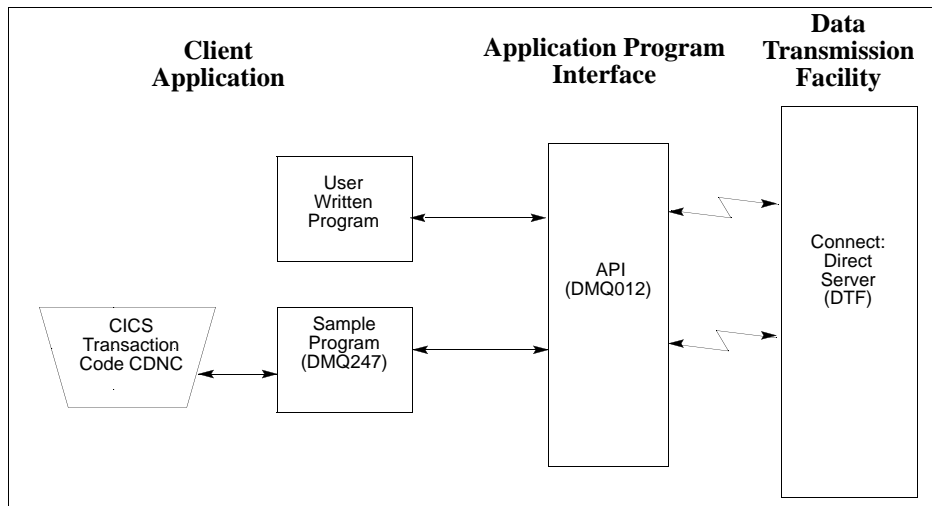 Client
Application
Application Program
Interface
Data
Transmission
Facility
User
Written
Program
API
(DMQ012)
Connect:
Direct
Server
(DTF)
CICS
Transaction
Code CDNC
Sample
Program
(DMQ247)